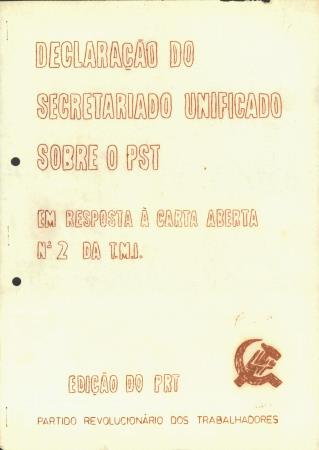 DECLARAÇÃO DO
SECRETARIADO UNIFICADO
SOBRE O PST
EM RESPOSTA À CARTA ABERTA
Nº 2 DA T.M.I.
EDIÇÃO DO PRT
PARTIDO REVOLUCIONÁRIO DOS TRABALHADORES